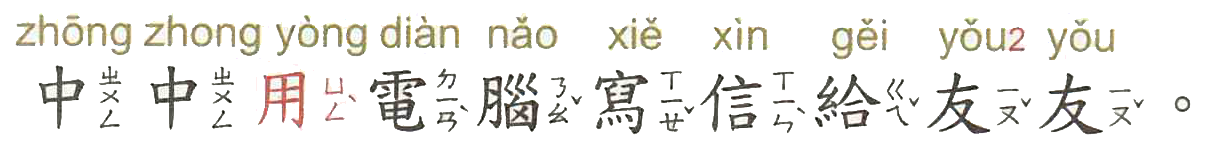 zhōng zhong yòng diàn nǎo xiě xìn gěi yǒu2 yǒu
中ㄓㄨㄥ中ㄓㄨㄥ用ㄩㄥˋ電ㄉㄧㄢˋ腦ㄋㄠˇ寫ㄒㄧㄝˇ信ㄒㄧㄣˋ給ㄍㄟˇ友ㄧㄡˇ友ㄧㄡˇ。